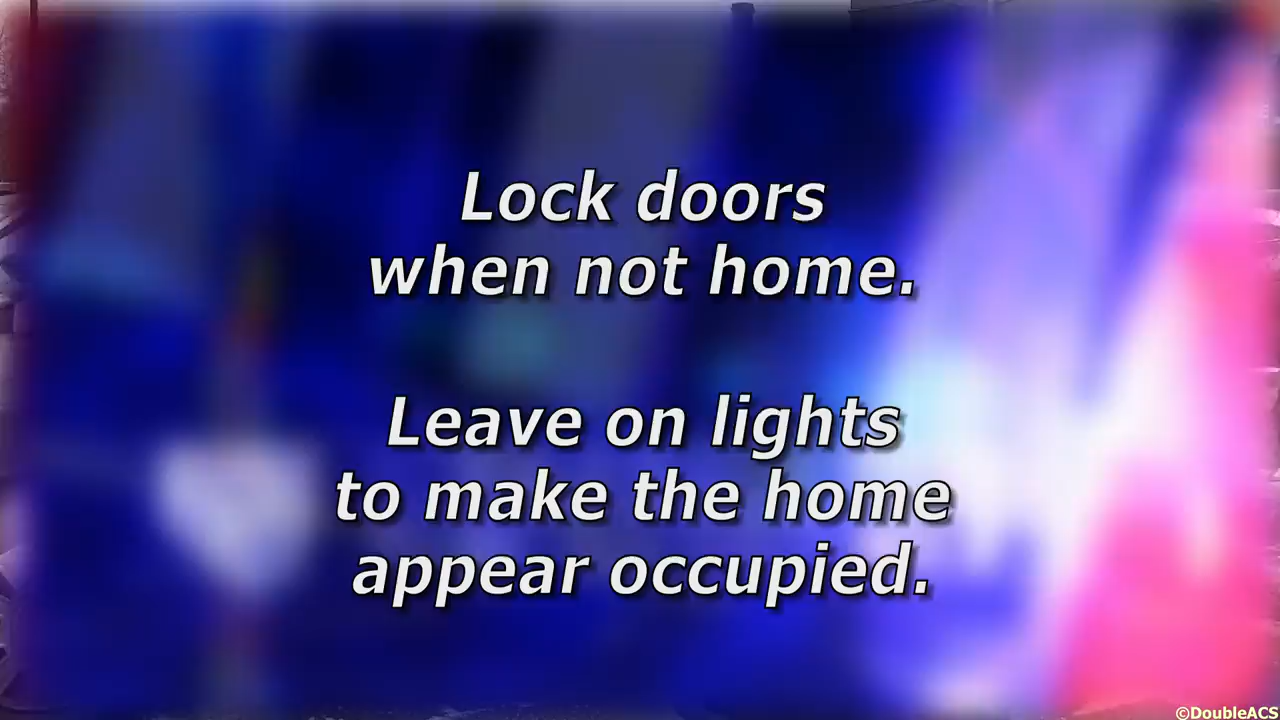 Lock doors
when not home.
Leave on lights
to make the home
appear occupied.
©DoubleACS